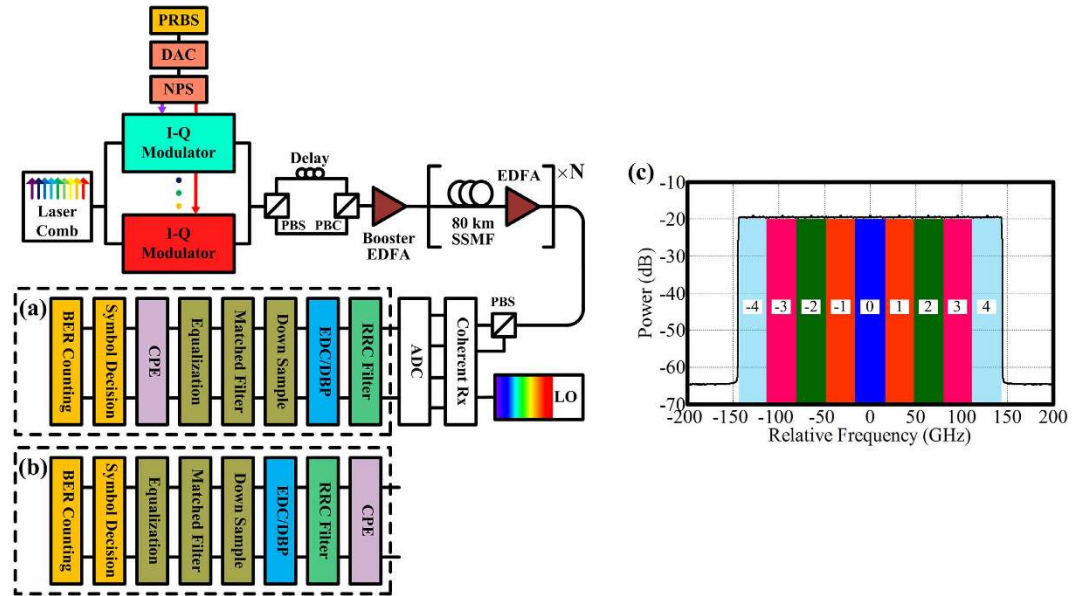 PRBS
DAC
NPS
I-Q
Modulator
I-Q
Modulator
Laser
Comb
Delay
PBS
PBC
Booster
EDFA
80 km
SSMF
EDFA
×N
PBS
Coherent Rx
ADC
LO
(a)
BER Counting
Symbol Decision
CPE
Equalization
Matched Filter
Down Sample
EDC/DBP
RRC Filter
(b)
BER Counting
Symbol Decision
Equalization
Matched Filter
Down Sample
EDC/DBP
RRC Filter
CPE
(c)
Power (dB)
-10
-20
-30
-40
-50
-60
-70
-4 -3 -2 -1 0 1 2 3 4
-200 -150 -100 -50 0 50 100 150 200
Relative Frequency (GHz)